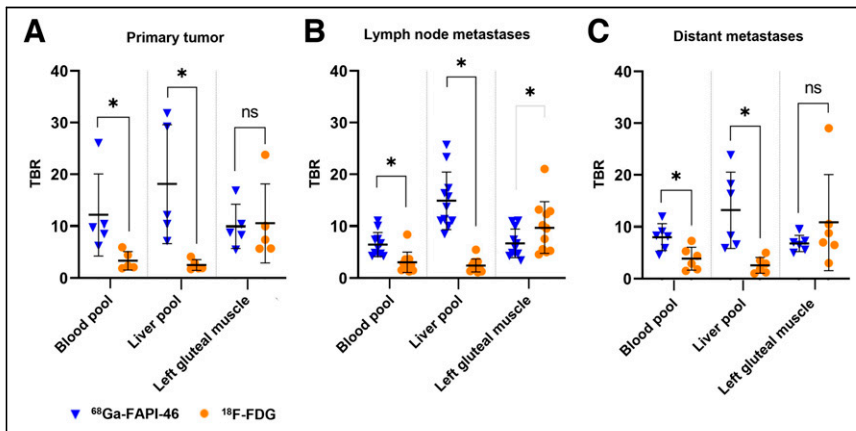 A
Primary tumor
B
Lymph node metastases
C
Distant metastases
TBR
40
30
20
10
0
*
*
ns
Blood pool
Liver pool
Left gluteal muscle
TBR
40
30
20
10
0
*
*
*
Blood pool
Liver pool
Left gluteal muscle
TBR
40
30
20
10
0
*
*
ns
Blood pool
Liver pool
Left gluteal muscle
⁶⁸Ga-FAPI-46
¹⁸F-FDG